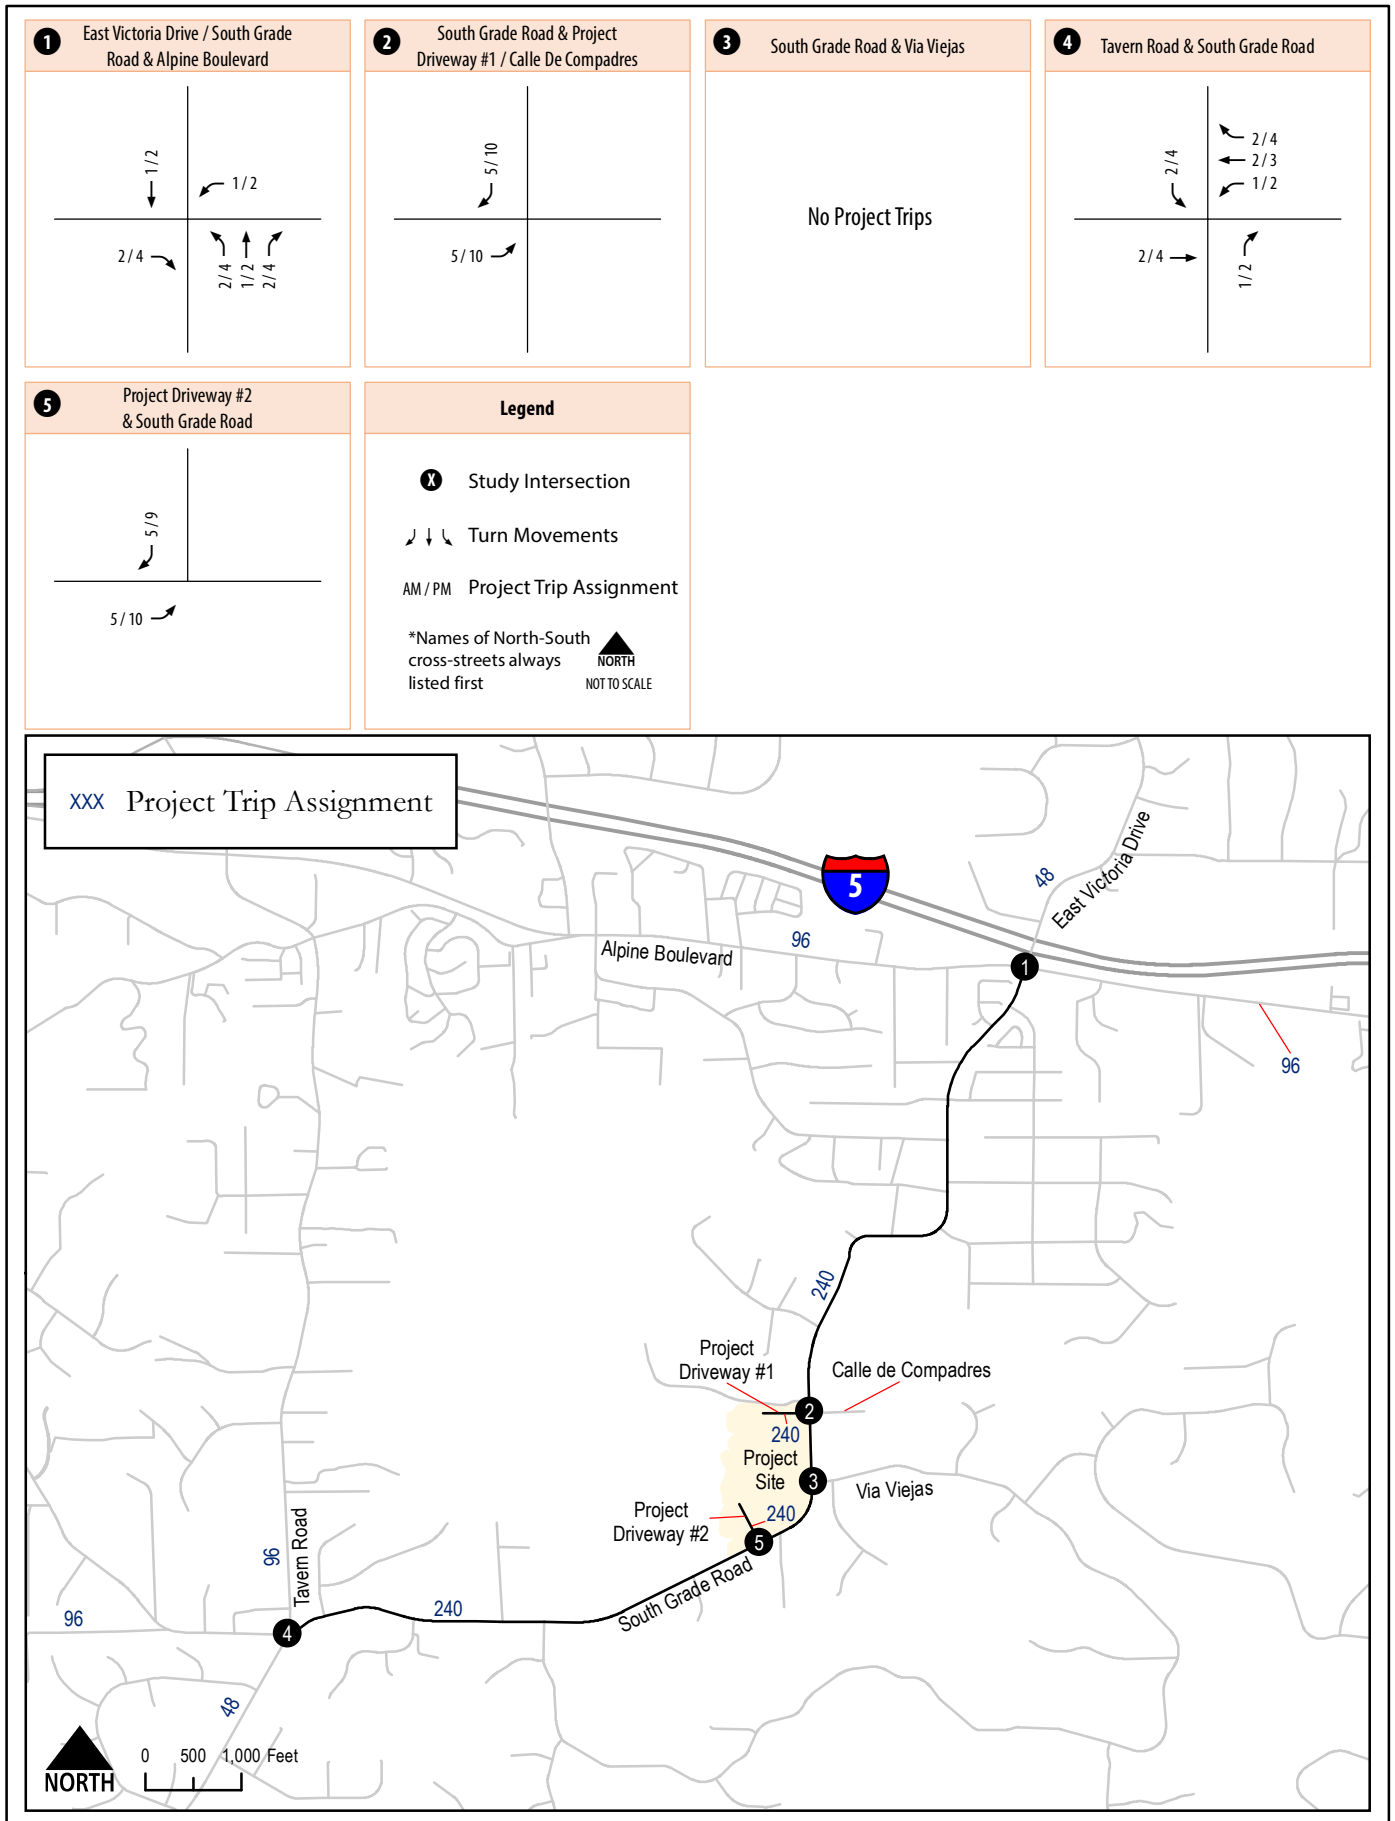 1
East Victoria Drive / South Grade
Road & Alpine Boulevard
1 / 2
1 / 2
2 / 4
2 / 4
1 / 2
2 / 4
2
South Grade Road & Project
Driveway #1 / Calle De Compadres
5 / 10
5 / 10
3
South Grade Road & Via Viejas
No Project Trips
4
Tavern Road & South Grade Road
2 / 4
2 / 4
2 / 3
1 / 2
2 / 4
1 / 2
5
Project Driveway #2
& South Grade Road
5 / 9
5 / 10
Legend
X Study Intersection
Turn Movements
AM / PM Project Trip Assignment
*Names of North-South
cross-streets always
listed first
NORTH
NOT TO SCALE
XXX Project Trip Assignment
5
48
East Victoria Drive
96
Alpine Boulevard
1
96
240
Project
Driveway #1
Calle de Compadres
2
240
Project
Site
3
Via Viejas
Project
Driveway #2
240
5
South Grade Road
96
Tavern Road
96
240
4
48
NORTH
0 500 1,000 Feet